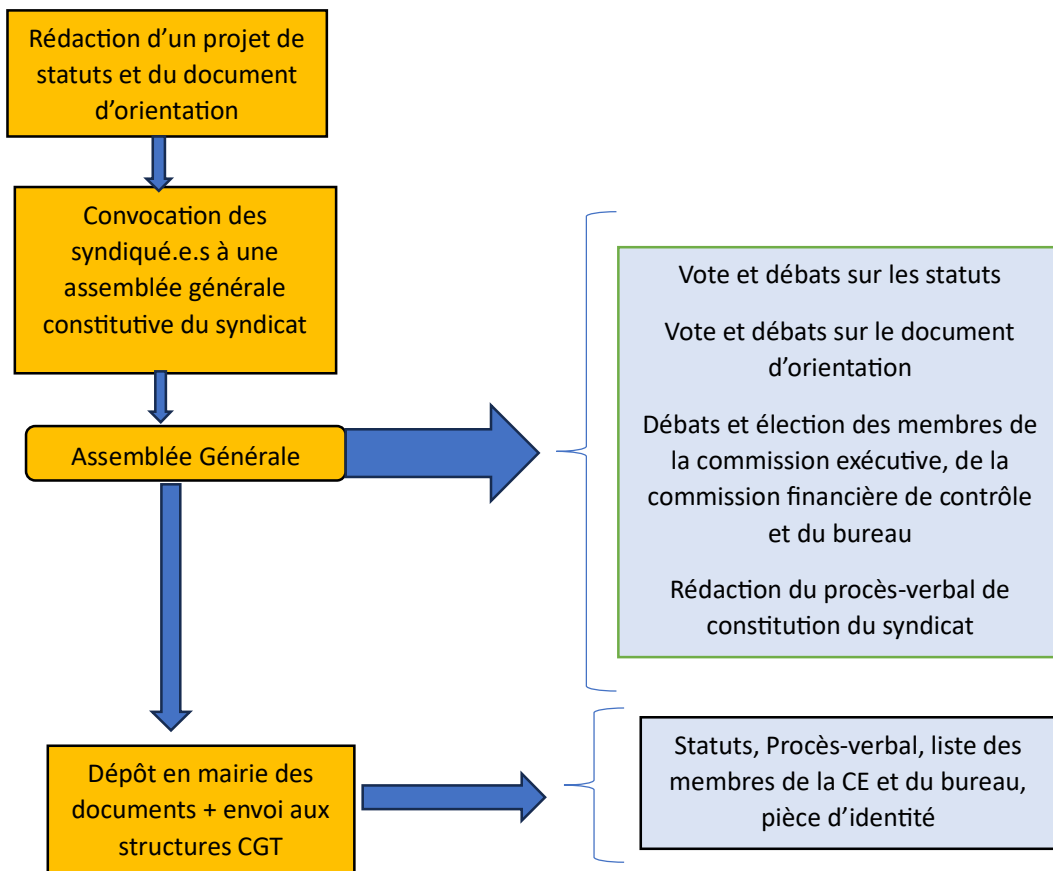 Rédaction d'un projet de
statuts et du document
d'orientation
Convocation des
syndiqué.e.s à une
assemblée générale
constitutive du syndicat
Assemblée Générale
Vote et débats sur les statuts
Vote et débats sur le document
d'orientation
Débats et élection des membres de
la commission exécutive, de la
commission financière de contrôle
et du bureau
Rédaction du procès-verbal de
constitution du syndicat
Dépôt en mairie des
documents + envoi aux
structures CGT
Statuts, Procès-verbal, liste des
membres de la CE et du bureau,
pièce d'identité